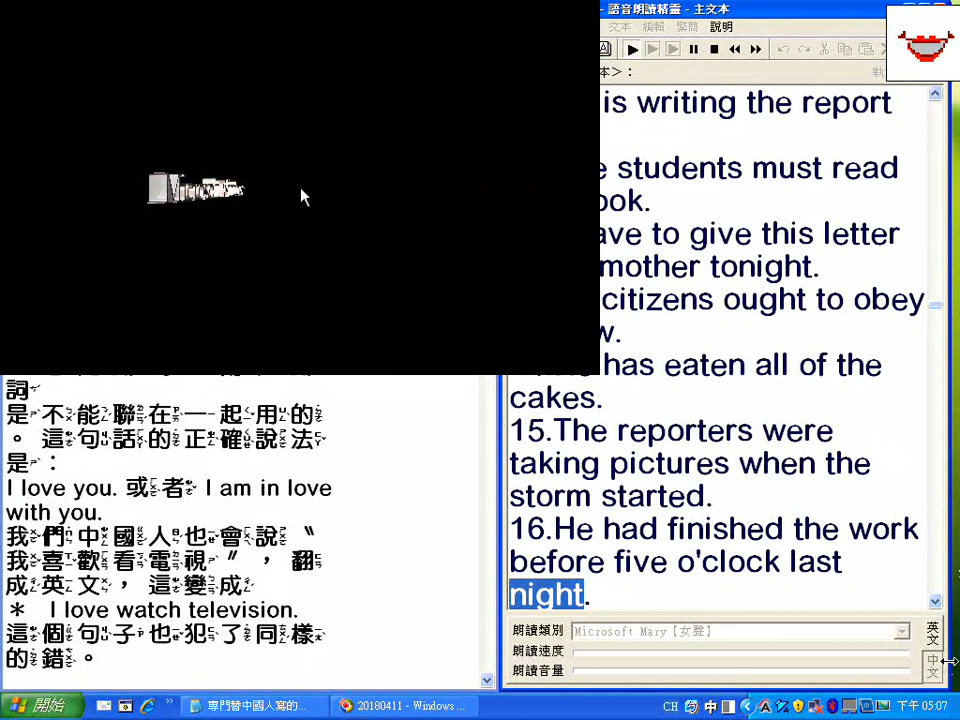 - 語音朗讀精靈 - 主文本
文本 編輯 繁簡 說明
本>：
is writing the report
students must read
ook.
ave to give this letter
mother tonight.
citizens ought to obey
w.
has eaten all of the
cakes.
15.The reporters were
taking pictures when the
storm started.
16.He had finished the work
before five o'clock last
night.
朗讀類別
Microsoft Mary【女聲】
朗讀速度
朗讀音量
英文
中文
詞
是不能聯在一起用的
。這句話的正確說法
是：
I love you. 或者 I am in love
with you.
我們中國人也會說〝
我喜歡看電視〞，翻
成英文，這變成
＊ I love watch television.
這個句子也犯了同樣
的錯。
開始
專門替中國人寫的...
20180411 - Windows ...
CH
中
下午 05:07